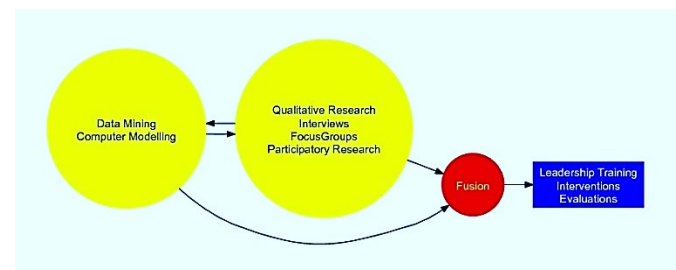 Data Mining
Computer Modelling
Qualitative Research
Interviews
FocusGroups
Participatory Research
Fusion
Leadership Training
Interventions
Evaluations